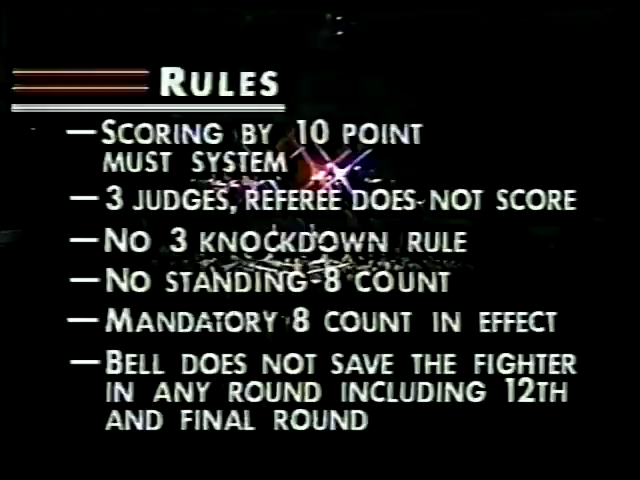 RULES
— SCORING BY 10 POINT
MUST SYSTEM
— 3 JUDGES, REFEREE DOES NOT SCORE
— NO 3 KNOCKDOWN RULE
— NO STANDING 8 COUNT
— MANDATORY 8 COUNT IN EFFECT
— BELL DOES NOT SAVE THE FIGHTER
IN ANY ROUND INCLUDING 12TH
AND FINAL ROUND